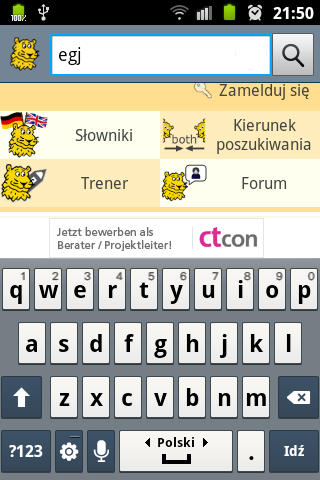 100%
21:50
egj
Zamelduj się
Słowniki
both
Kierunek
poszukiwania
Trener
Forum
Jetzt bewerben als
Berater / Projektleiter!
ctcon
1 2 3 4 5 6 7 8 9 0
q w e r t y u i o p
a s d f g h j k l
z x c v b n m
?123
Polski
.
Idź